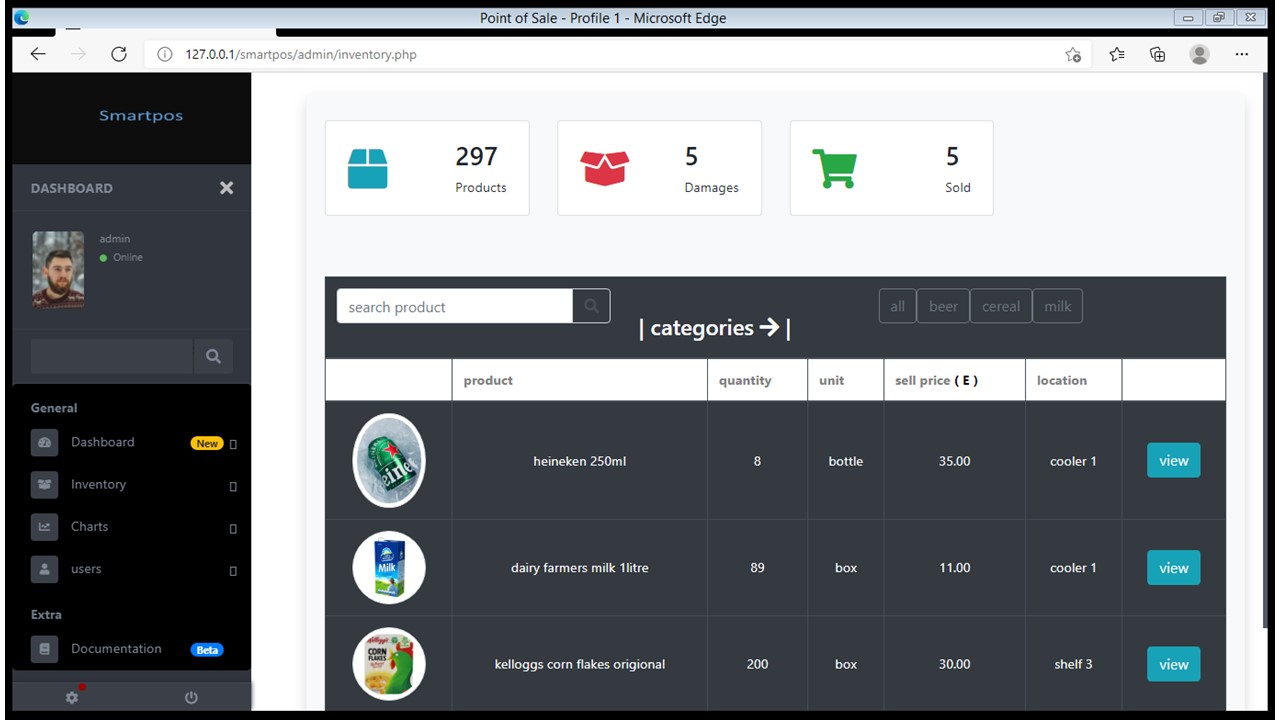 Point of Sale - Profile 1 - Microsoft Edge
127.0.0.1/smartpos/admin/inventory.php
Smartpos
DASHBOARD
admin
Online
General
Dashboard New
Inventory
Charts
users
Extra
Documentation Beta
297
Products
5
Damages
5
Sold
search product
| categories → |
all beer cereal milk
product quantity unit sell price ( E ) location
heineken 250ml 8 bottle 35.00 cooler 1 view
dairy farmers milk 1litre 89 box 11.00 cooler 1 view
Milk
kelloggs corn flakes origional 200 box 30.00 shelf 3 view
CORN
FLAKES